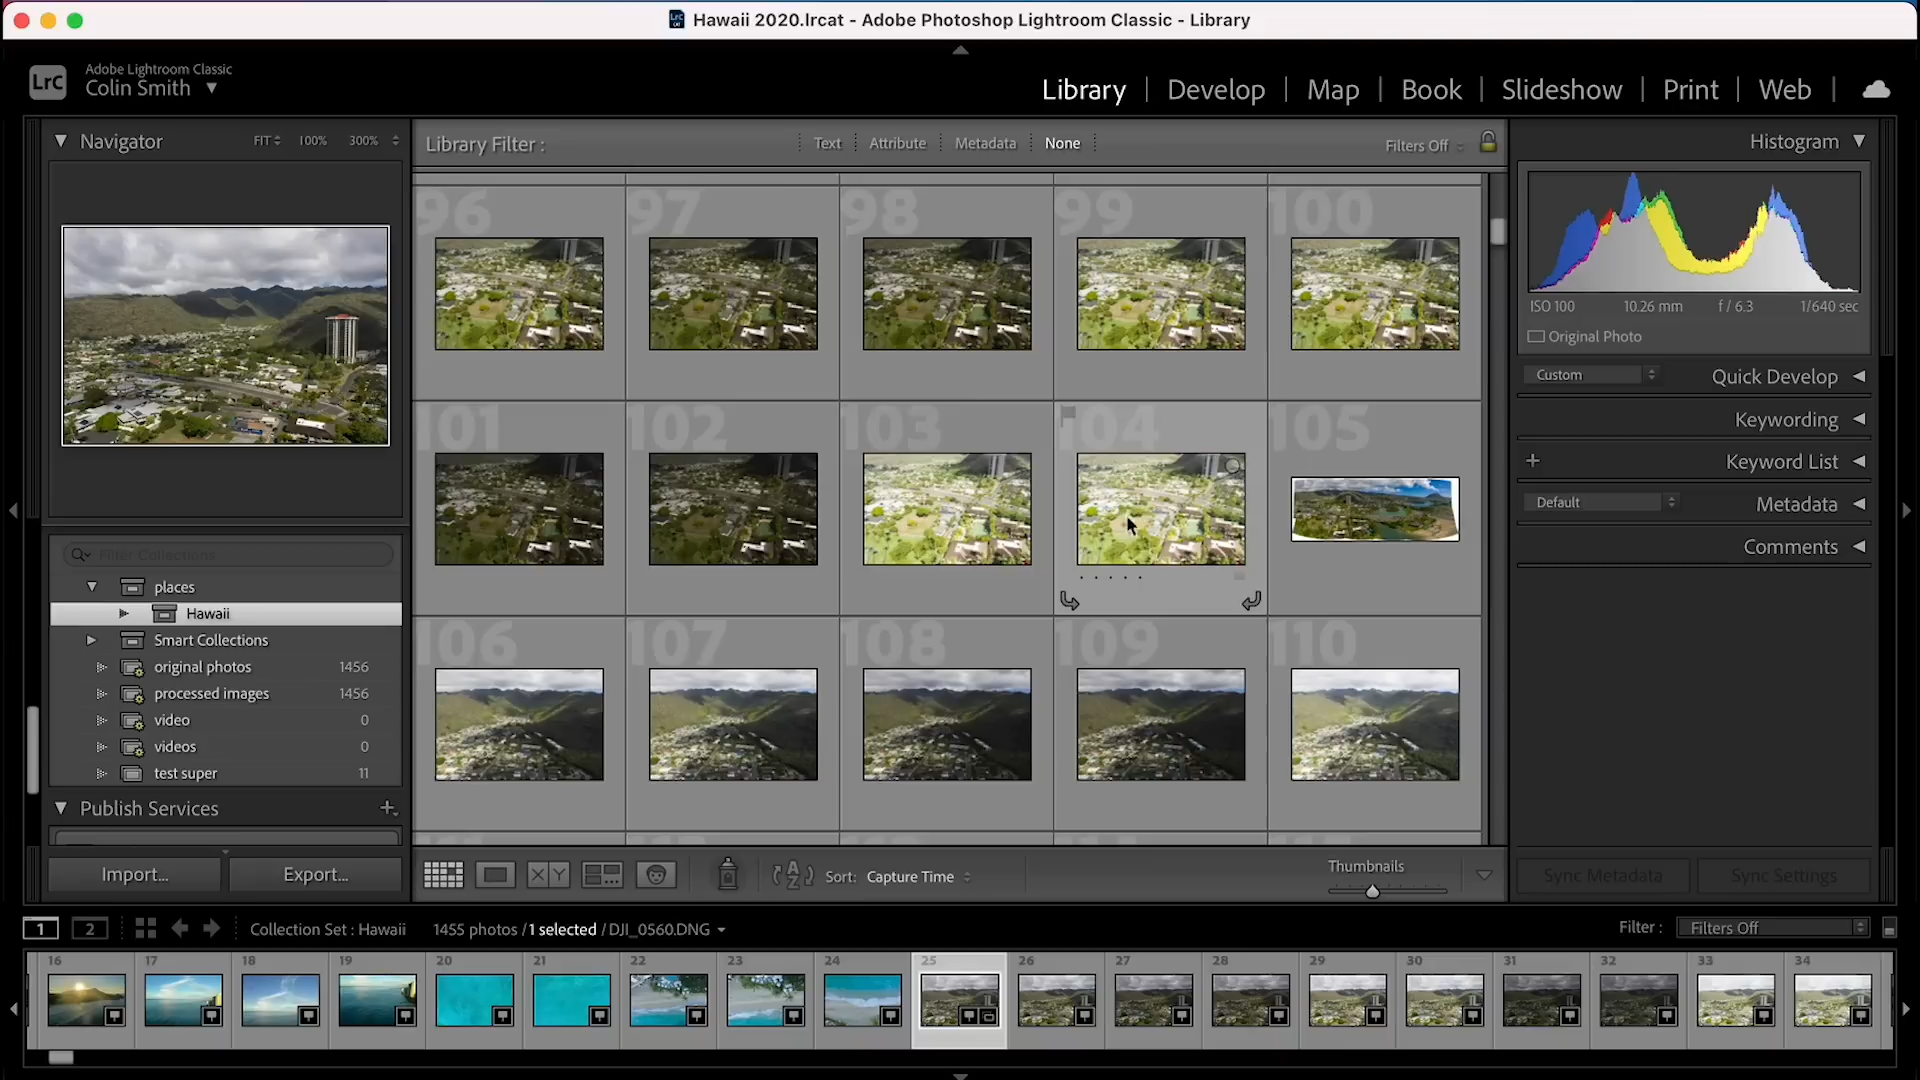 Hawaii 2020.lrcat - Adobe Photoshop Lightroom Classic - Library
LrC
Adobe Lightroom Classic
Colin Smith
Library | Develop | Map | Book | Slideshow | Print | Web
Navigator
FIT
100%
300%
Filter Collections
places
Hawaii
Smart Collections
original photos 1456
processed images 1456
video 0
videos 0
test super 11
Publish Services
Import...
Export...
Library Filter :
Text
Attribute
Metadata
None
Filters Off
96 97 98 99 100
101 102 103 104 105
106 107 108 109 110
X Y
Sort: Capture Time
Thumbnails
Histogram
ISO 100 10.26 mm f / 6.3 1/640 sec
Original Photo
Custom
Quick Develop
Keywording
Keyword List
Default
Metadata
Comments
Sync Metadata
Sync Settings
1
2
Collection Set : Hawaii
1455 photos / 1 selected / DJI_0560.DNG
Filter :
Filters Off
16 17 18 19 20 21 22 23 24 25 26 27 28 29 30 31 32 33 34